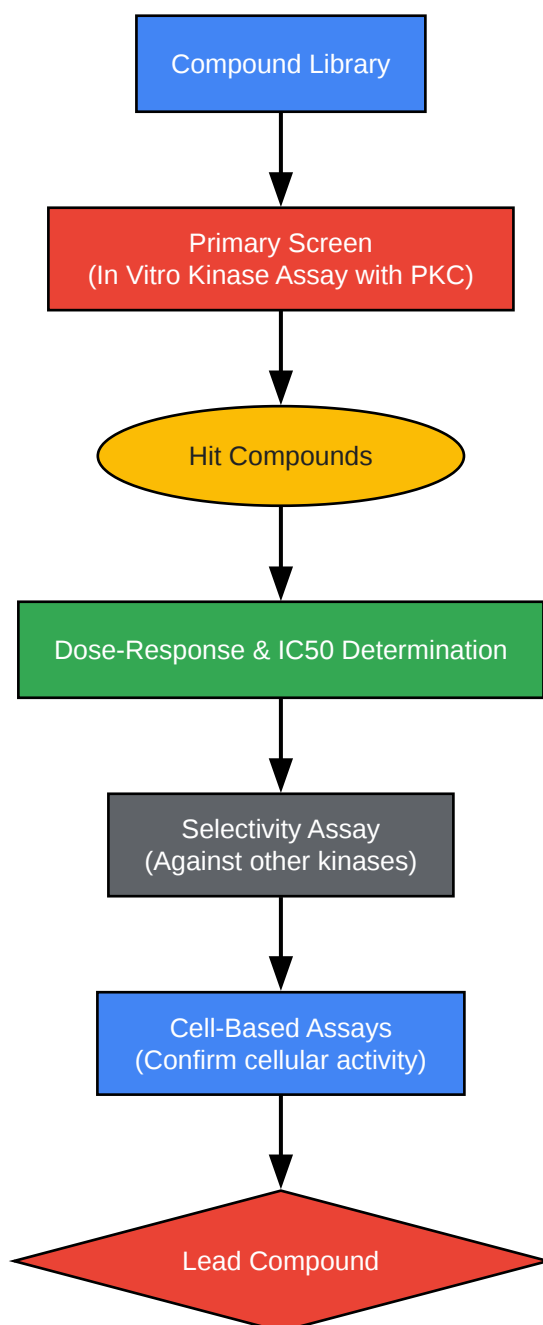 Compound Library
Primary Screen
(In Vitro Kinase Assay with PKC)
Hit Compounds
Dose-Response & IC50 Determination
Selectivity Assay
(Against other kinases)
Cell-Based Assays
(Confirm cellular activity)
Lead Compound